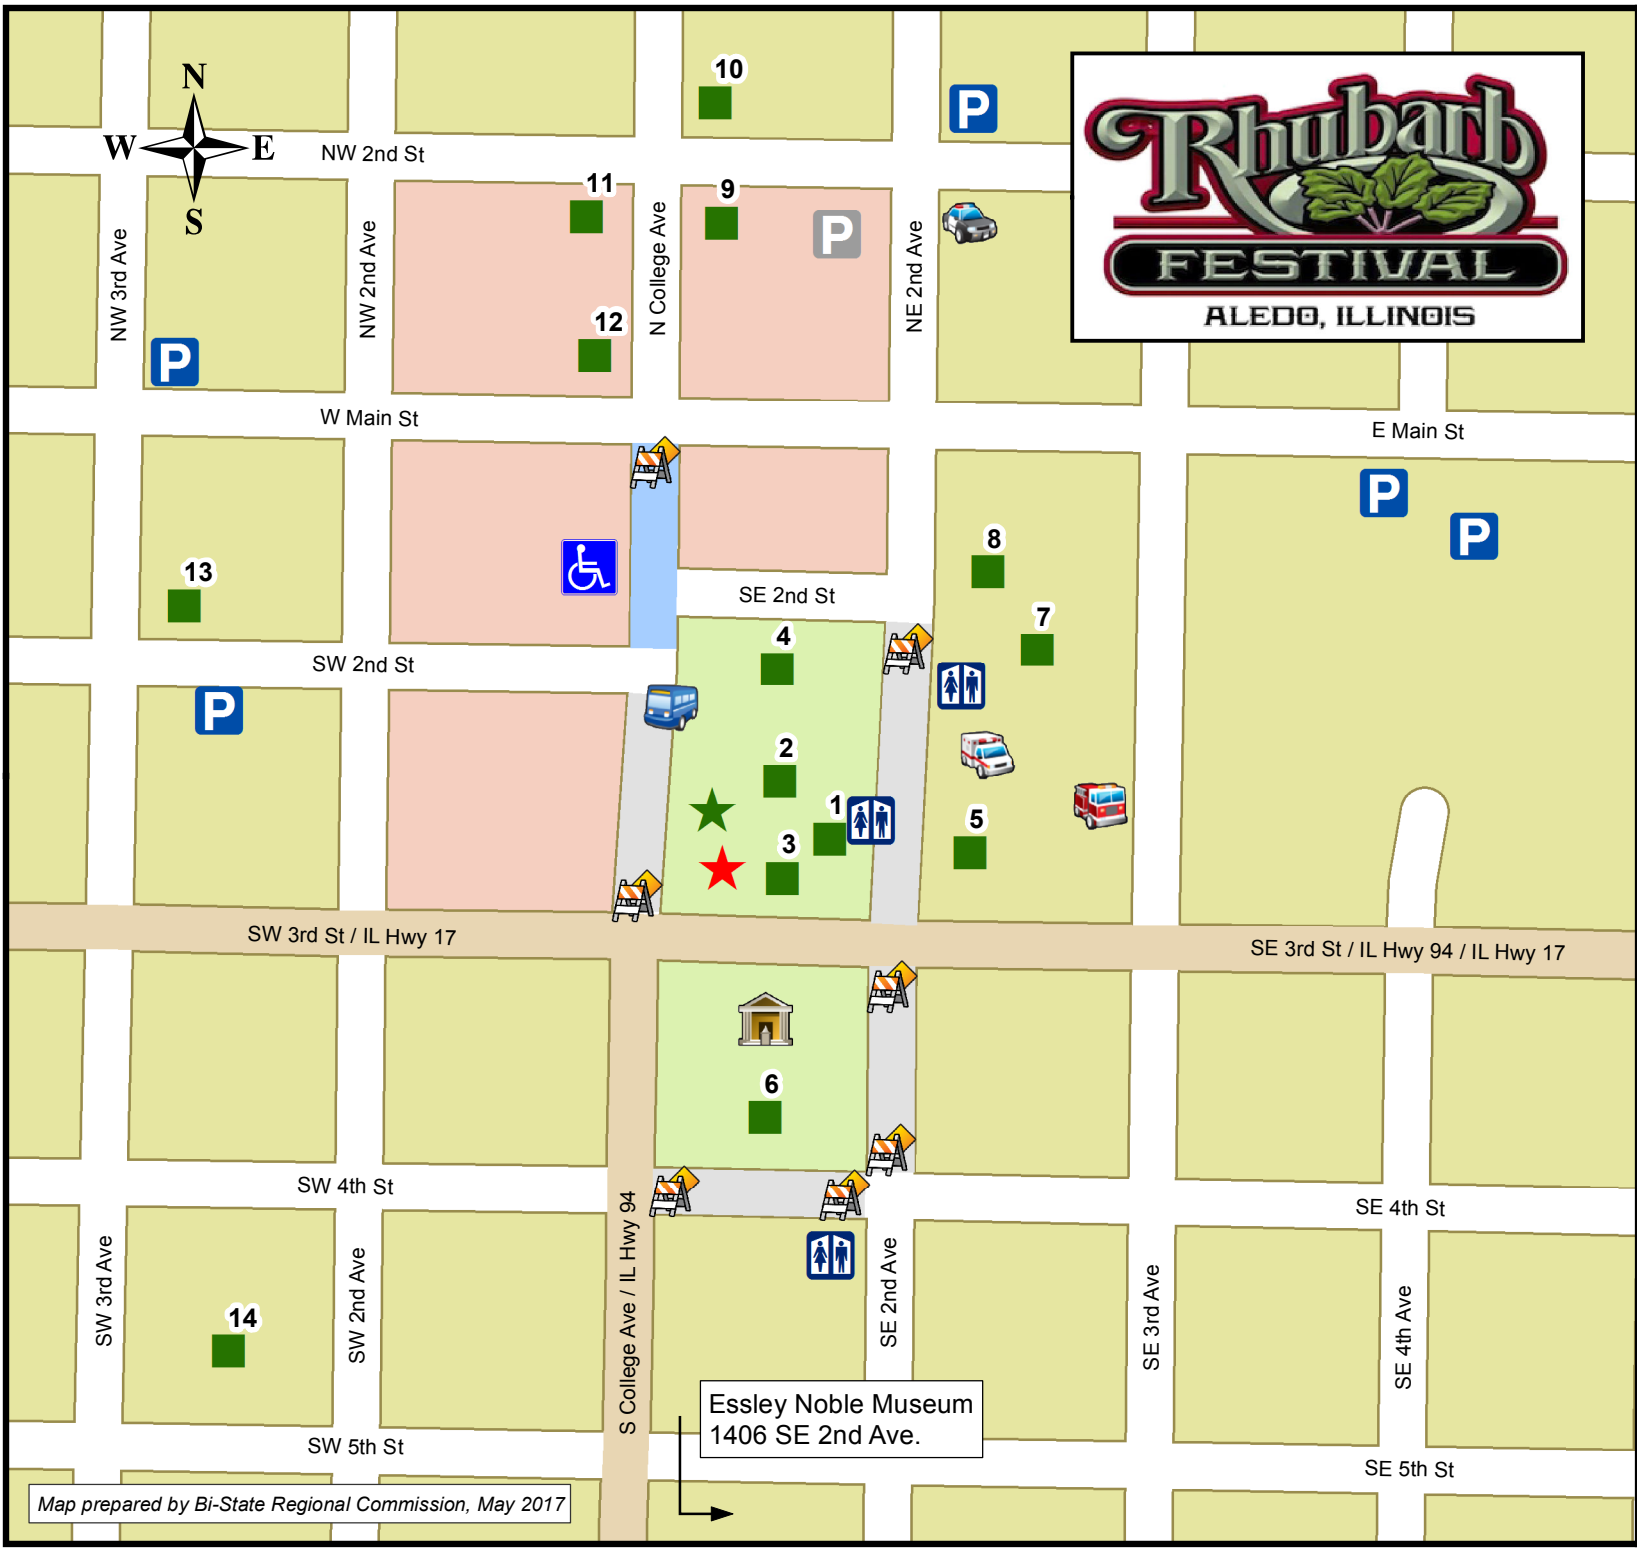 10
P
Rhubarb
FESTIVAL
ALEDO, ILLINOIS
N
W E
S
NW 2nd St
11
9
P
NW 3rd Ave
NW 2nd Ave
N College Ave
NE 2nd Ave
12
P
W Main St
E Main St
P
P
8
13
SE 2nd St
7
4
SW 2nd St
P
2
1
5
3
SW 3rd St / IL Hwy 17
SE 3rd St / IL Hwy 94 / IL Hwy 17
6
SW 4th St
SE 4th St
SW 3rd Ave
SW 2nd Ave
S College Ave / IL Hwy 94
SE 2nd Ave
SE 3rd Ave
SE 4th Ave
14
Essley Noble Museum
1406 SE 2nd Ave.
SW 5th St
SE 5th St
Map prepared by Bi-State Regional Commission, May 2017